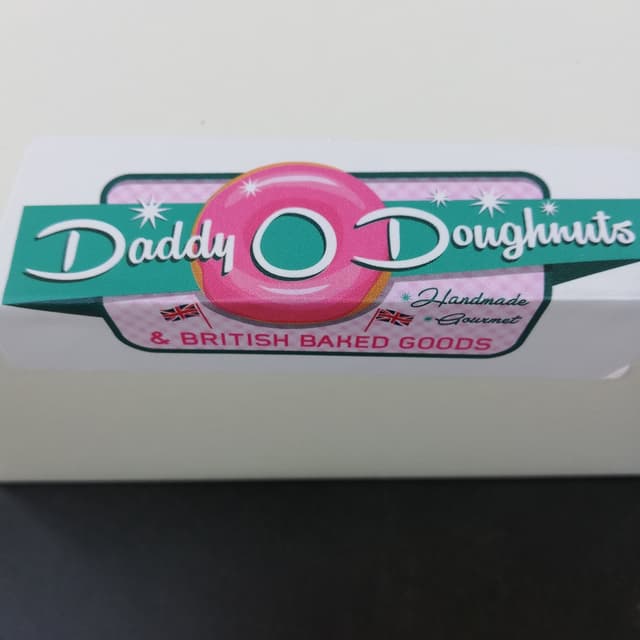 Daddy O Doughnuts
Handmade
Gourmet
& BRITISH BAKED GOODS